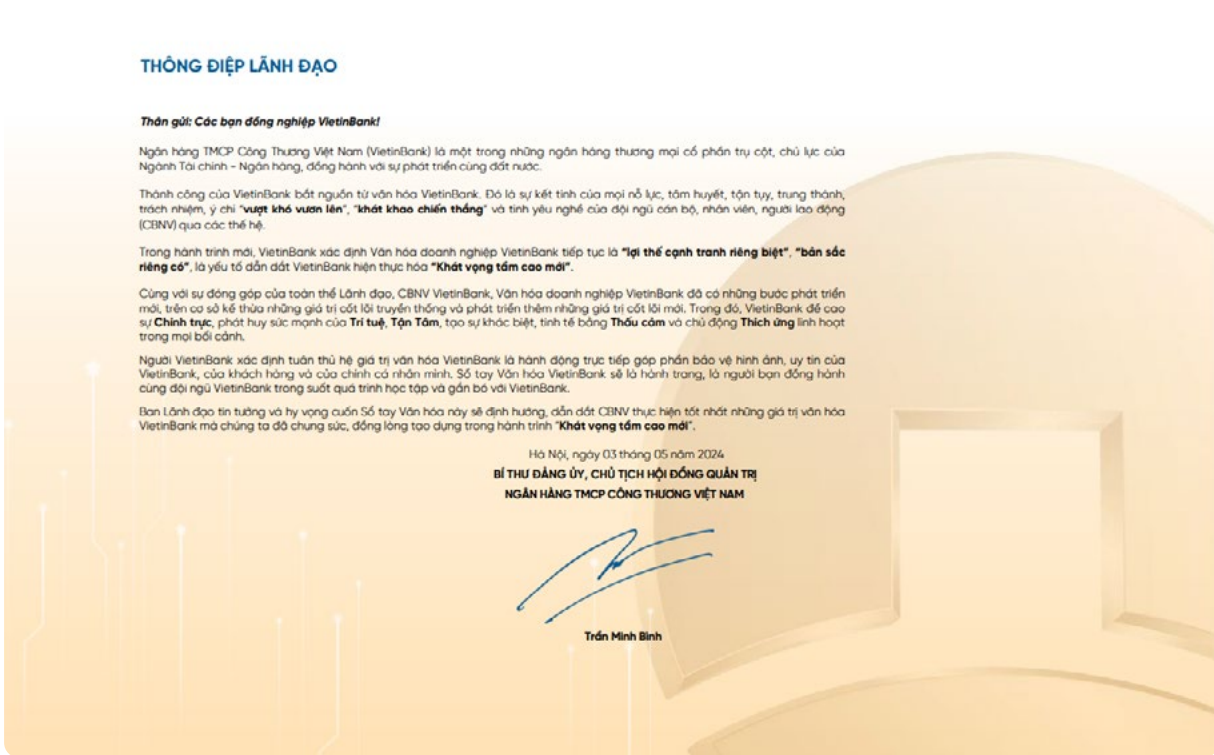 THÔNG ĐIỆP LÃNH ĐẠO
Thân gửi: Các bạn đồng nghiệp VietinBank!
Ngân hàng TMCP Công Thương Việt Nam (VietinBank) là một trong những ngân hàng thương mại cổ phần trụ cột, chủ lực của
Ngành Tài chính - Ngân hàng, đồng hành với sự phát triển cùng đất nước.
Thành công của VietinBank bắt nguồn từ văn hóa VietinBank. Đó là sự kết tinh của mọi nỗ lực, tâm huyết, tận tụy, trung thành,
trách nhiệm, ý chí "vượt khó vươn lên", "khát khao chiến thắng" và tình yêu nghề của đội ngũ cán bộ, nhân viên, người lao động
(CBNV) qua các thế hệ.
Trong hành trình mới, VietinBank xác định Văn hóa doanh nghiệp VietinBank tiếp tục là "lợi thế cạnh tranh riêng biệt", "bản sắc
riêng có", là yếu tố dẫn dắt VietinBank hiện thực hóa "Khát vọng tầm cao mới".
Cùng với sự đóng góp của toàn thể Lãnh đạo, CBNV VietinBank, Văn hóa doanh nghiệp VietinBank đã có những bước phát triển
mới, trên cơ sở kế thừa những giá trị cốt lõi truyền thống và phát triển thêm những giá trị cốt lõi mới. Trong đó, VietinBank đề cao
sự Chính trực, phát huy sức mạnh của Trí tuệ, Tận Tâm, tạo sự khác biệt, tinh tế bằng Thấu cảm và chủ động Thích ứng linh hoạt
trong mọi bối cảnh.
Người VietinBank xác định tuân thủ hệ giá trị văn hóa VietinBank là hành động trực tiếp góp phần bảo vệ hình ảnh, uy tín của
VietinBank, của khách hàng và của chính cá nhân mình. Sổ tay Văn hóa VietinBank sẽ là hành trang, là người bạn đồng hành
cùng đội ngũ VietinBank trong suốt quá trình học tập và gắn bó với VietinBank.
Ban Lãnh đạo tin tưởng và hy vọng cuốn Sổ tay Văn hóa này sẽ định hướng, dẫn dắt CBNV thực hiện tốt nhất những giá trị văn hóa
VietinBank mà chúng ta đã chung sức, đồng lòng tạo dựng trong hành trình "Khát vọng tầm cao mới".
Hà Nội, ngày 03 tháng 05 năm 2024
BÍ THƯ ĐẢNG ỦY, CHỦ TỊCH HỘI ĐỒNG QUẢN TRỊ
NGÂN HÀNG TMCP CÔNG THƯƠNG VIỆT NAM
Trần Minh Bình